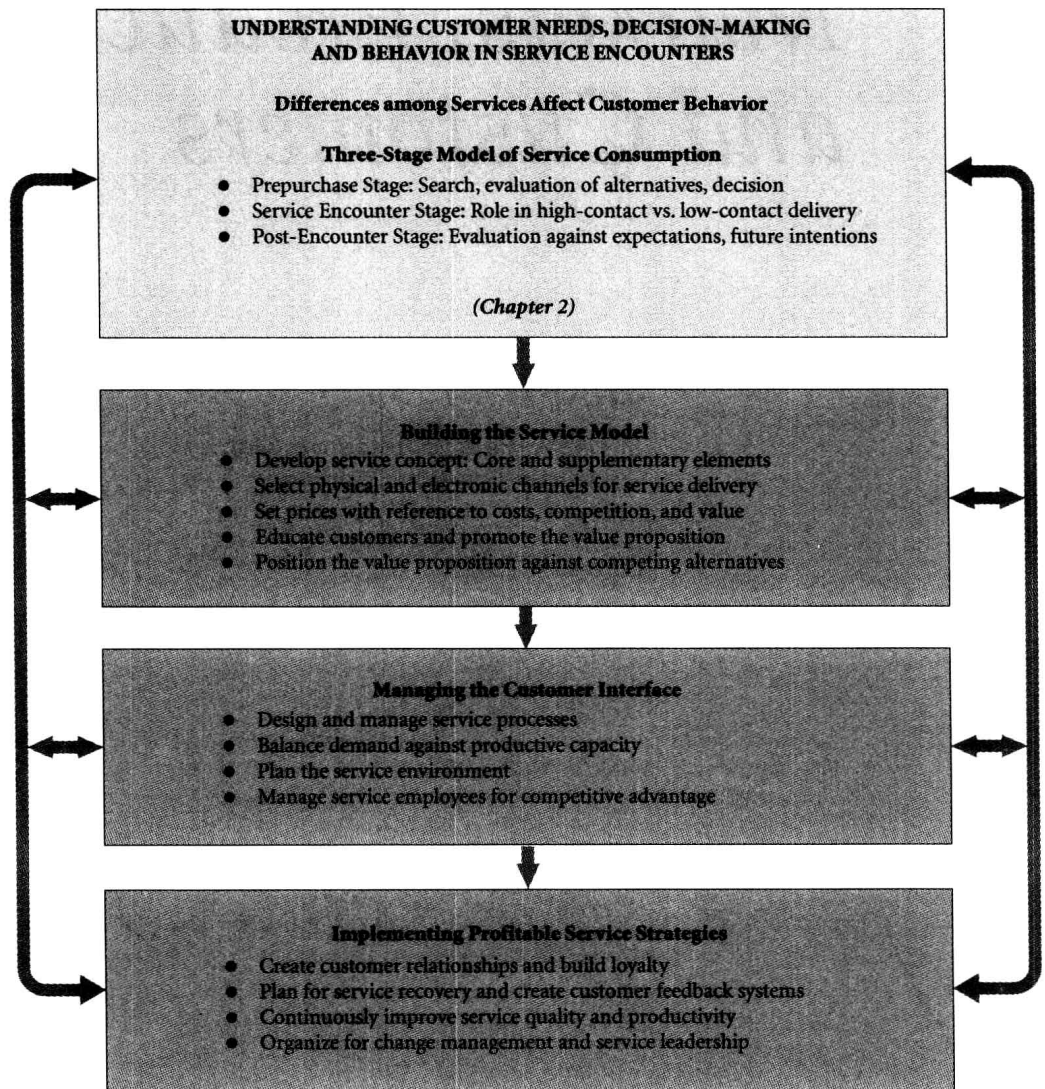 UNDERSTANDING CUSTOMER NEEDS, DECISION-MAKING
AND BEHAVIOR IN SERVICE ENCOUNTERS
Differences among Services Affect Customer Behavior
Three-Stage Model of Service Consumption
● Prepurchase Stage: Search, evaluation of alternatives, decision
● Service Encounter Stage: Role in high-contact vs. low-contact delivery
● Post-Encounter Stage: Evaluation against expectations, future intentions
(Chapter 2)
Building the Service Model
● Develop service concept: Core and supplementary elements
● Select physical and electronic channels for service delivery
● Set prices with reference to costs, competition, and value
● Educate customers and promote the value proposition
● Position the value proposition against competing alternatives
Managing the Customer Interface
● Design and manage service processes
● Balance demand against productive capacity
● Plan the service environment
● Manage service employees for competitive advantage
Implementing Profitable Service Strategies
● Create customer relationships and build loyalty
● Plan for service recovery and create customer feedback systems
● Continuously improve service quality and productivity
● Organize for change management and service leadership